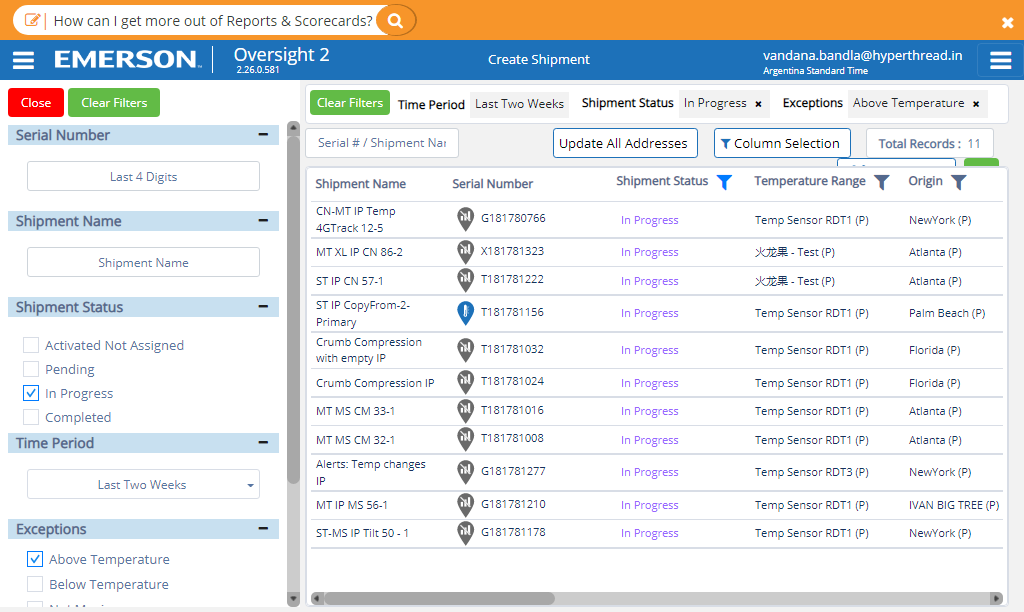 How can I get more out of Reports & Scorecards?
EMERSON
Oversight 2
2.26.0.581
Create Shipment
vandana.bandla@hyperthread.in
Argentina Standard Time
Close
Clear Filters
Serial Number
Last 4 Digits
Shipment Name
Shipment Name
Shipment Status
Activated Not Assigned
Pending
In Progress
Completed
Time Period
Last Two Weeks
Exceptions
Above Temperature
Below Temperature
Clear Filters Time Period Last Two Weeks Shipment Status In Progress × Exceptions Above Temperature ×
Serial # / Shipment Nar Update All Addresses Column Selection Total Records : 11
Shipment Name Serial Number Shipment Status Temperature Range Origin
CN-MT IP Temp
4GTrack 12-5 G181780766 In Progress Temp Sensor RDT1 (P) NewYork (P)
MT XL IP CN 86-2 X181781323 In Progress 火龙果 - Test (P) Atlanta (P)
ST IP CN 57-1 T181781222 In Progress 火龙果 - Test (P) Atlanta (P)
ST IP CopyFrom-2-
Primary T181781156 In Progress Temp Sensor RDT1 (P) Palm Beach (P)
Crumb Compression
with empty IP T181781032 In Progress Temp Sensor RDT1 (P) Florida (P)
Crumb Compression IP T181781024 In Progress Temp Sensor RDT1 (P) Florida (P)
MT MS CM 33-1 T181781016 In Progress Temp Sensor RDT1 (P) Atlanta (P)
MT MS CM 32-1 T181781008 In Progress Temp Sensor RDT1 (P) Atlanta (P)
Alerts: Temp changes
IP G181781277 In Progress Temp Sensor RDT3 (P) NewYork (P)
MT IP MS 56-1 G181781210 In Progress Temp Sensor RDT1 (P) IVAN BIG TREE (P)
ST-MS IP Tilt 50 - 1 G181781178 In Progress Temp Sensor RDT1 (P) NewYork (P)